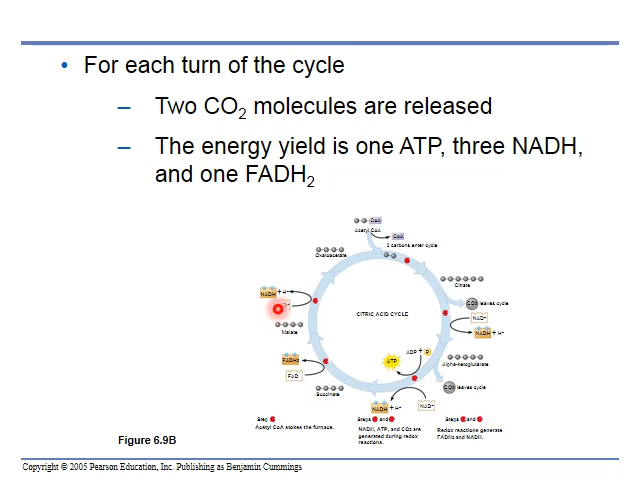 • For each turn of the cycle
– Two CO2 molecules are released
– The energy yield is one ATP, three NADH,
and one FADH2
CoA
Acetyl CoA
CoA
2 carbons enter cycle
Oxaloacetate
Citrate
NADH + H+
CO2 leaves cycle
CITRIC ACID CYCLE
NAD+
NADH + H+
Malate
ADP + P
ATP
FADH2
FAD
Alpha-ketoglutarate
CO2 leaves cycle
Succinate
NADH + H+
NAD+
Step
Acetyl CoA stokes the furnace.
Steps and
NADH, ATP, and CO2 are
generated during redox
reactions.
Steps and
Redox reactions generate
FADH2 and NADH.
Figure 6.9B
Copyright © 2005 Pearson Education, Inc. Publishing as Benjamin Cummings